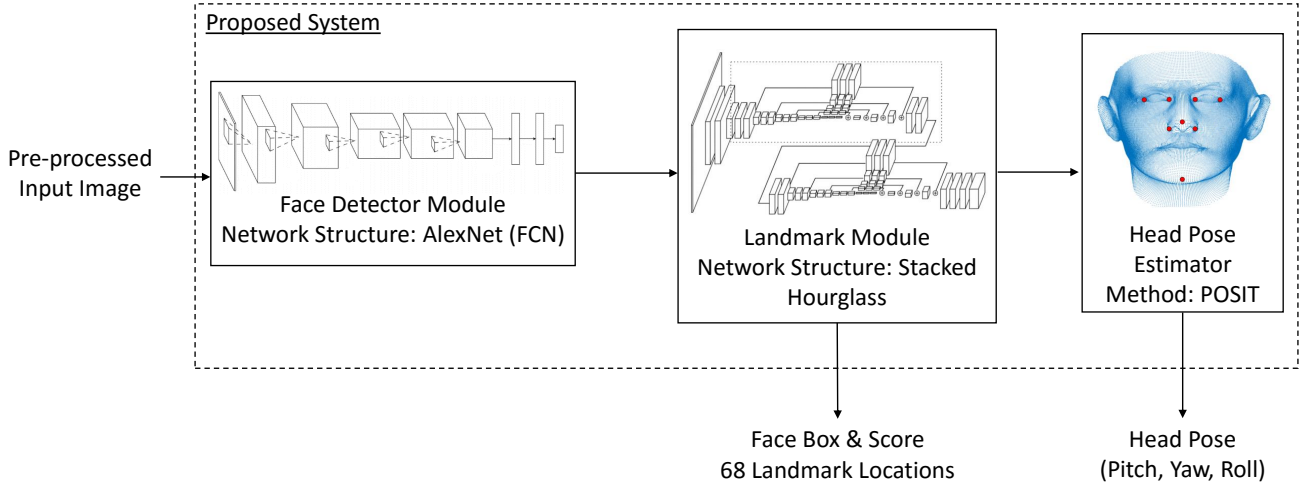 Proposed System
Pre-processed
Input Image
Face Detector Module
Network Structure: AlexNet (FCN)
Landmark Module
Network Structure: Stacked
Hourglass
Head Pose
Estimator
Method: POSIT
Face Box & Score
68 Landmark Locations
Head Pose
(Pitch, Yaw, Roll)